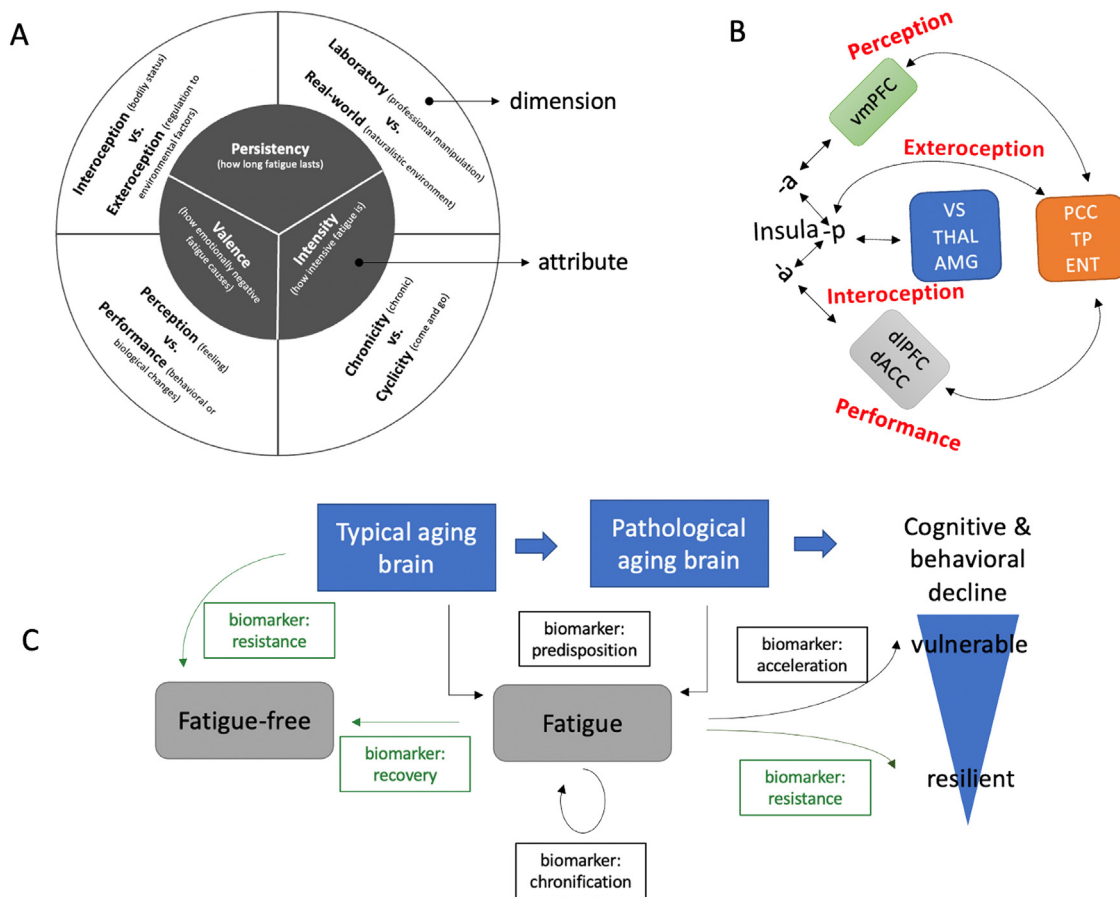 A
Interoception (bodily status)
vs.
Exteroception (regulation to
environmental factors)
Laboratory (professional manipulation)
vs.
Real-world (naturalistic environment)
Persistency
(how long fatigue lasts)
Valence
(how emotionally negative
fatigue causes)
Intensity
(how intensive fatigue is)
Perception (feeling)
vs.
Performance (behavioral or
biological changes)
Chronicity (chronic)
vs.
Cyclicity (come and go)
dimension
attribute
B
Perception
vmPFC
Exteroception
-a
Insula-p
-a
VS
THAL
AMG
PCC
TP
ENT
Interoception
dlPFC
dACC
Performance
C
Typical aging
brain
Pathological
aging brain
Cognitive &
behavioral
decline
biomarker:
resistance
biomarker:
predisposition
biomarker:
acceleration
vulnerable
Fatigue-free
Fatigue
biomarker:
recovery
biomarker:
resistance
resilient
biomarker:
chronification